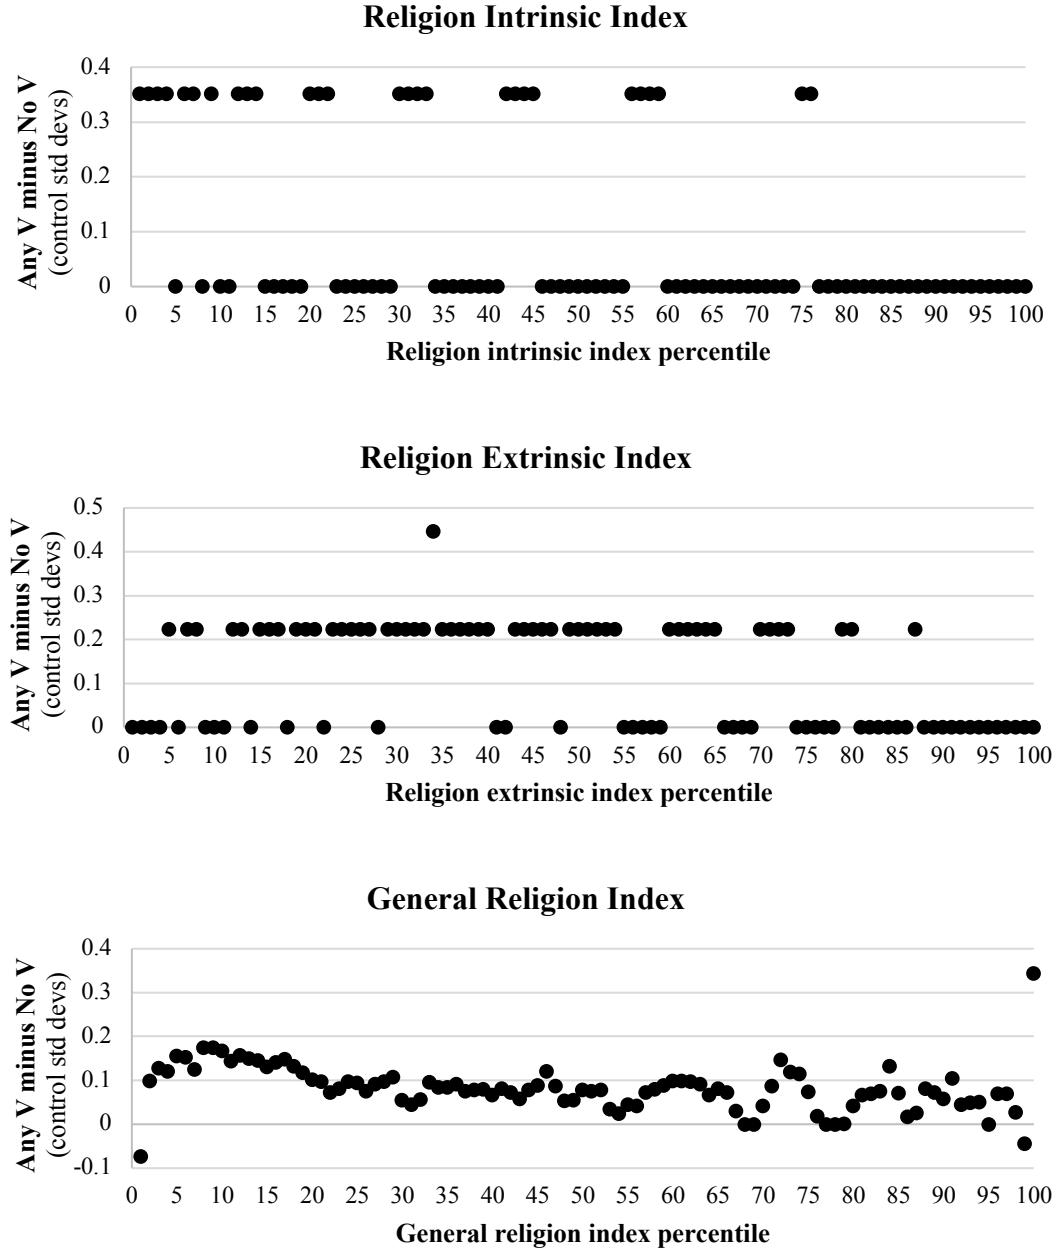 Religion Intrinsic Index
Any V minus No V
(control std devs)
0.4
0.3
0.2
0.1
0
0 5 10 15 20 25 30 35 40 45 50 55 60 65 70 75 80 85 90 95 100
Religion intrinsic index percentile
Religion Extrinsic Index
Any V minus No V
(control std devs)
0.5
0.4
0.3
0.2
0.1
0
0 5 10 15 20 25 30 35 40 45 50 55 60 65 70 75 80 85 90 95 100
Religion extrinsic index percentile
General Religion Index
Any V minus No V
(control std devs)
0.4
0.3
0.2
0.1
0
-0.1
0 5 10 15 20 25 30 35 40 45 50 55 60 65 70 75 80 85 90 95 100
General religion index percentile